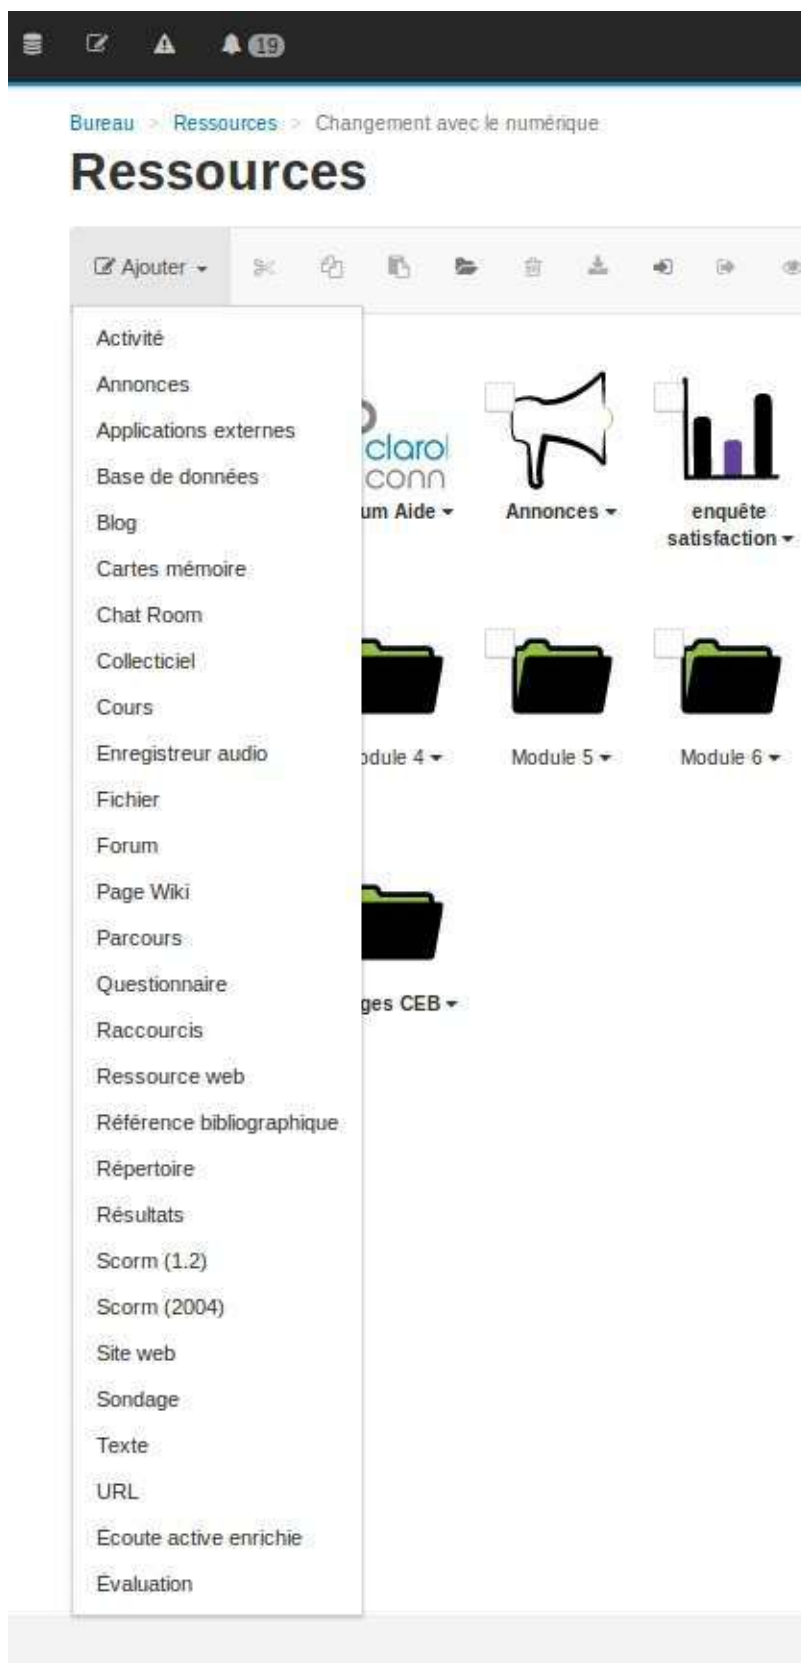 19
Bureau > Ressources > Changement avec le numérique
Ressources
Ajouter
Activité
Annonces
Applications externes
Base de données
Blog
Cartes mémoire
Chat Room
Collecticiel
Cours
Enregistreur audio
Fichier
Forum
Page Wiki
Parcours
Questionnaire
Raccourcis
Ressource web
Référence bibliographique
Répertoire
Résultats
Scorm (1.2)
Scorm (2004)
Site web
Sondage
Texte
URL
Écoute active enrichie
Évaluation
clarol
conn
um Aide
Annonces
enquête
satisfaction
odule 4
Module 5
Module 6
ges CEB